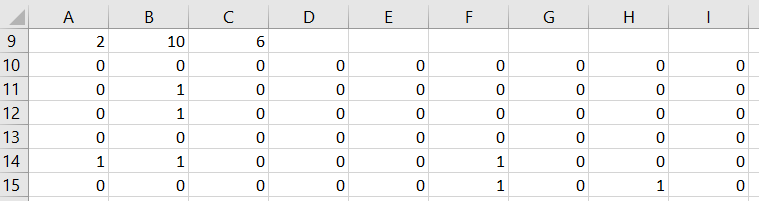 A B C D E F G H I
9 2 10 6
10 0 0 0 0 0 0 0 0 0
11 0 1 0 0 0 0 0 0 0
12 0 1 0 0 0 0 0 0 0
13 0 0 0 0 0 0 0 0 0
14 1 1 0 0 0 1 0 0 0
15 0 0 0 0 0 1 0 1 0